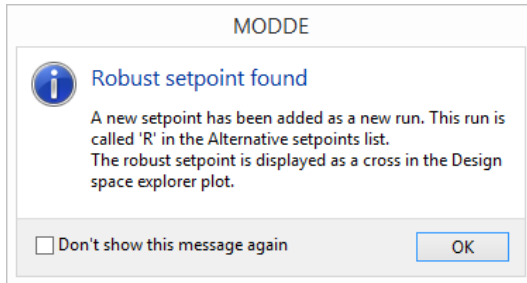 MODDE
Robust setpoint found
A new setpoint has been added as a new run. This run is
called 'R' in the Alternative setpoints list.
The robust setpoint is displayed as a cross in the Design
space explorer plot.
Don't show this message again
OK